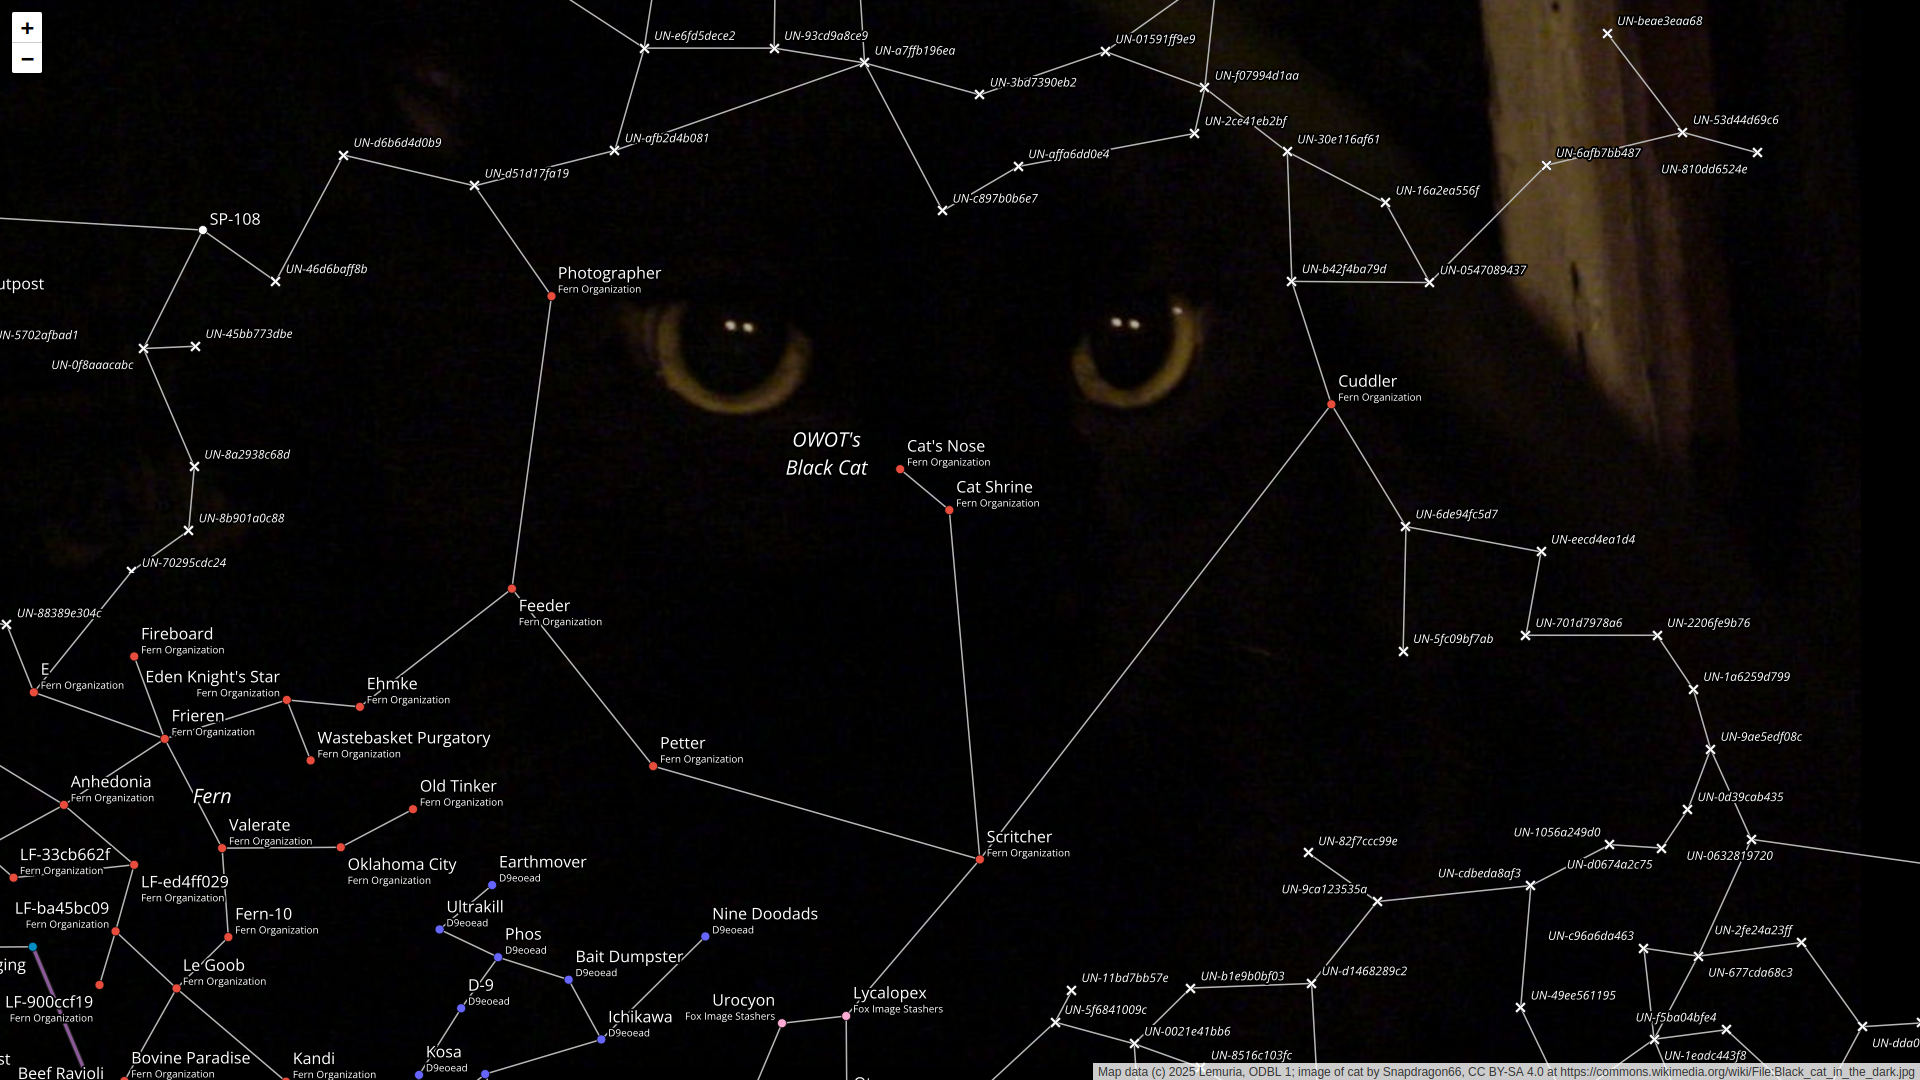 +
−
UN-beae3eaa68
UN-e6fd5dece2
UN-93cd9a8ce9
UN-a7ffb196ea
UN-01591ff9e9
UN-3bd7390eb2
UN-f07994d1aa
UN-53d44d69c6
UN-2ce41eb2bf
UN-d6b6d4d0b9
UN-afb2d4b081
UN-30e116af61
UN-affa6dd0e4
UN-6afb7bb487
UN-810dd6524e
UN-d51d17fa19
UN-16a2ea556f
UN-c897b0b6e7
SP-108
UN-46d6baff8b
Photographer
Fern Organization
UN-b42f4ba79d
UN-0547089437
utpost
UN-5702afbad1
UN-45bb773dbe
UN-0f8aaacabc
Cuddler
Fern Organization
OWOT's
Black Cat
Cat's Nose
Fern Organization
Cat Shrine
Fern Organization
UN-8a2938c68d
UN-8b901a0c88
UN-6de94fc5d7
UN-eecd4ea1d4
UN-70295cdc24
UN-88389e304c
Feeder
Fern Organization
UN-701d7978a6
UN-2206fe9b76
UN-5fc09bf7ab
Fireboard
Fern Organization
E
Fern Organization
Eden Knight's Star
Fern Organization
Ehmke
Fern Organization
UN-1a6259d799
Frieren
Fern Organization
Wastebasket Purgatory
Fern Organization
Petter
Fern Organization
UN-9ae5edf08c
Anhedonia
Fern Organization
Fern
Old Tinker
Fern Organization
UN-0d39cab435
Valerate
Fern Organization
Scritcher
Fern Organization
UN-82f7ccc99e
UN-1056a249d0
UN-0632819720
LF-33cb662f
Fern Organization
Oklahoma City
Fern Organization
Earthmover
D9eoead
UN-d0674a2c75
UN-cdbeda8af3
LF-ed4ff029
Fern Organization
UN-9ca123535a
LF-ba45bc09
Fern Organization
Fern-10
Fern Organization
Ultrakill
D9eoead
Nine Doodads
D9eoead
Phos
D9eoead
UN-c96a6da463
UN-2fe24a23ff
Bait Dumpster
D9eoead
ging
Le Goob
Fern Organization
UN-11bd7bb57e
UN-b1e9b0bf03
UN-d1468289c2
UN-677cda68c3
D-9
D9eoead
LF-900ccf19
Fern Organization
Urocyon
Fox Image Stashers
Lycalopex
Fox Image Stashers
UN-49ee561195
UN-5f6841009c
Ichikawa
D9eoead
UN-f5ba04bfe4
UN-0021e41bb6
UN-dda0
st
Bovine Paradise
Fern Organization
Kandi
Fern Organization
Kosa
D9eoead
UN-8516c103fc
UN-1eadc443f8
Beef Ravioli
Map data (c) 2025 Lemuria, ODBL 1; image of cat by Snapdragon66, CC BY-SA 4.0 at https://commons.wikimedia.org/wiki/File:Black_cat_in_the_dark.jpg